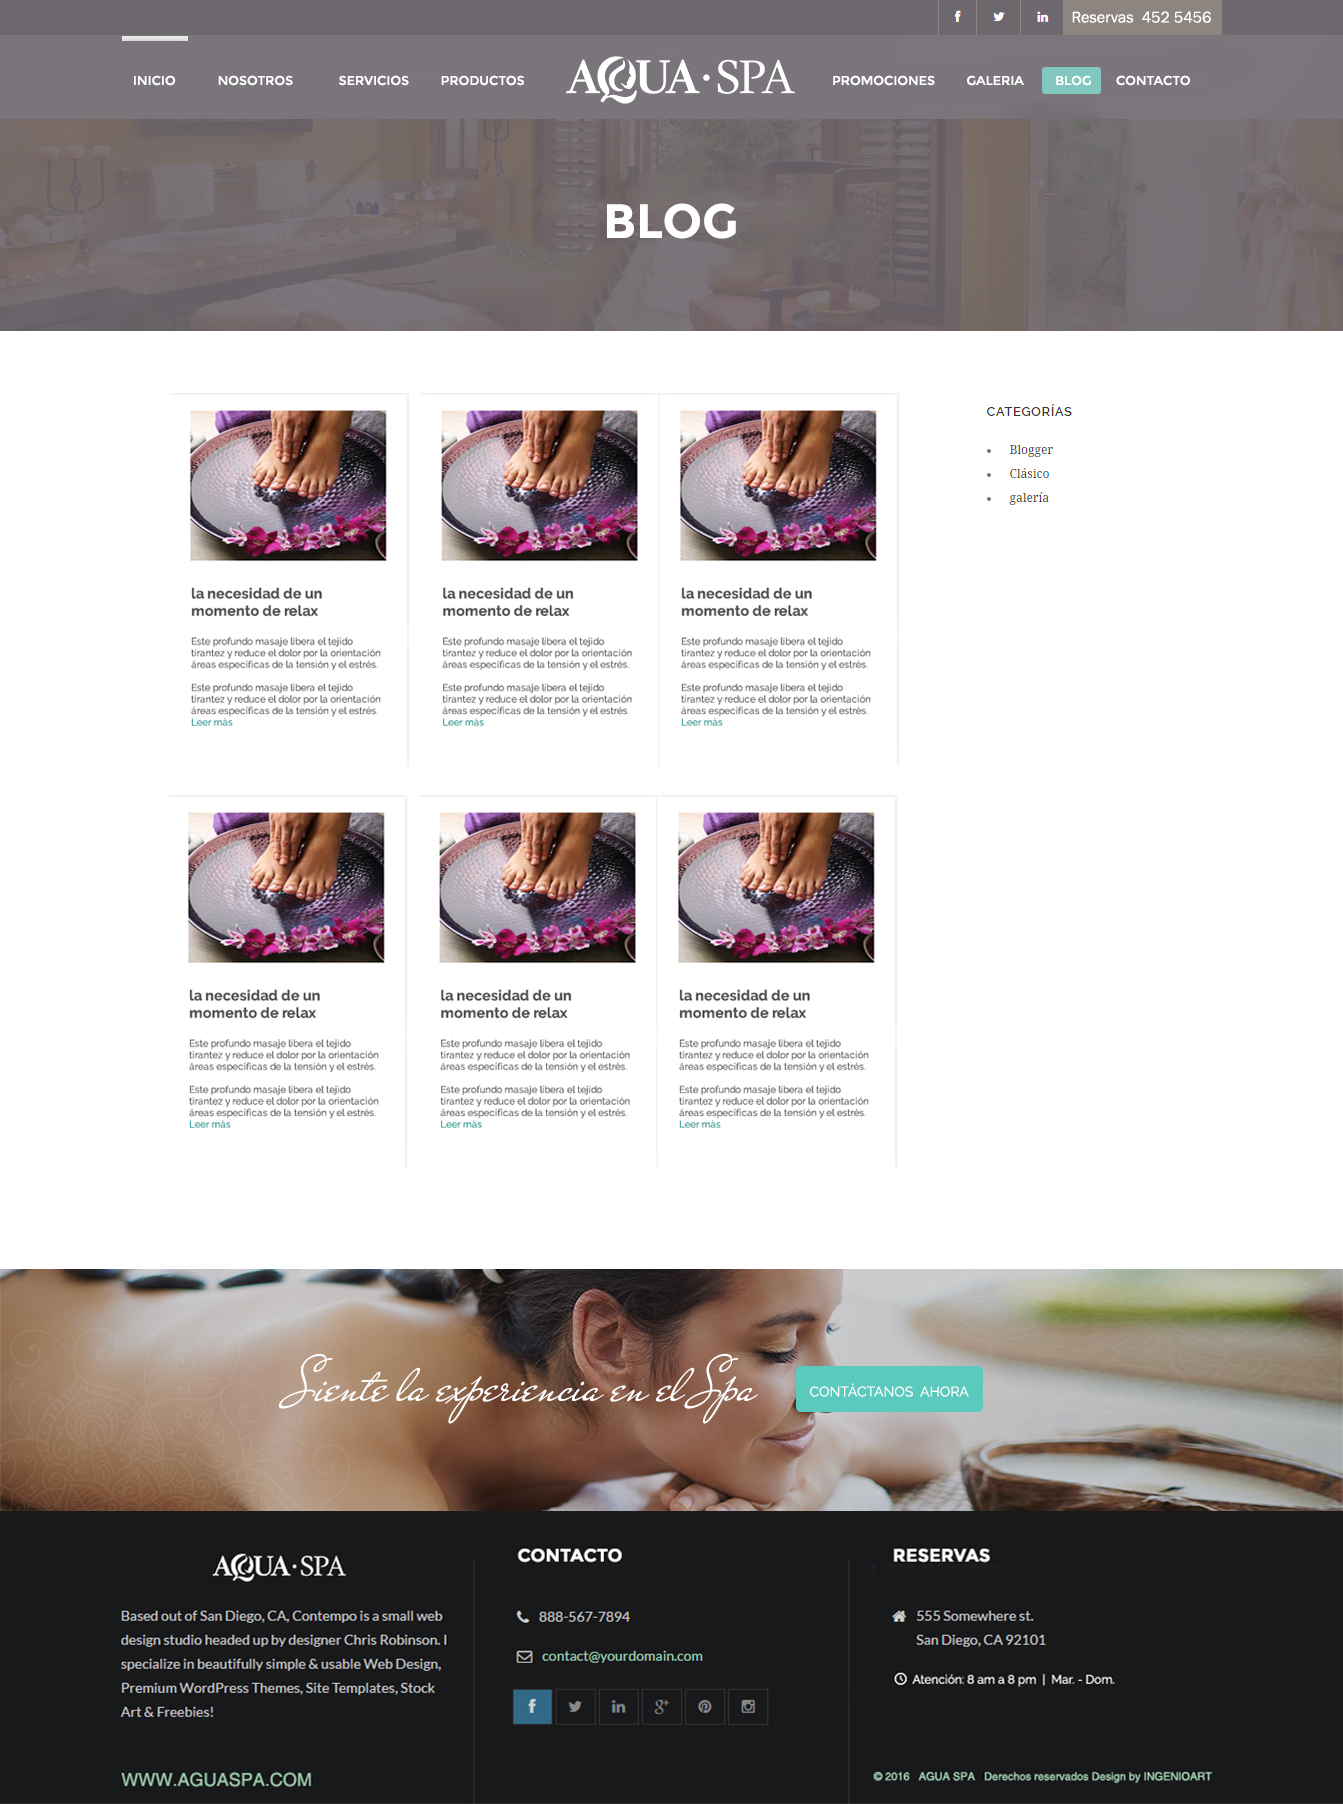 Reservas 452 5456
INICIO NOSOTROS SERVICIOS PRODUCTOS AQUA·SPA PROMOCIONES GALERIA BLOG CONTACTO
BLOG
la necesidad de un
momento de relax
Este profundo masaje libera el tejido
tirantez y reduce el dolor por la orientación
áreas específicas de la tensión y el estrés.
Este profundo masaje libera el tejido
tirantez y reduce el dolor por la orientación
áreas específicas de la tensión y el estrés.
Leer màs
la necesidad de un
momento de relax
Este profundo masaje libera el tejido
tirantez y reduce el dolor por la orientación
áreas específicas de la tensión y el estrés.
Este profundo masaje libera el tejido
tirantez y reduce el dolor por la orientación
áreas específicas de la tensión y el estrés.
Leer màs
la necesidad de un
momento de relax
Este profundo masaje libera el tejido
tirantez y reduce el dolor por la orientación
áreas específicas de la tensión y el estrés.
Este profundo masaje libera el tejido
tirantez y reduce el dolor por la orientación
áreas específicas de la tensión y el estrés.
Leer màs
CATEGORÍAS
Blogger
Clásico
galería
la necesidad de un
momento de relax
Este profundo masaje libera el tejido
tirantez y reduce el dolor por la orientación
áreas específicas de la tensión y el estrés.
Este profundo masaje libera el tejido
tirantez y reduce el dolor por la orientación
áreas específicas de la tensión y el estrés.
Leer màs
la necesidad de un
momento de relax
Este profundo masaje libera el tejido
tirantez y reduce el dolor por la orientación
áreas específicas de la tensión y el estrés.
Este profundo masaje libera el tejido
tirantez y reduce el dolor por la orientación
áreas específicas de la tensión y el estrés.
Leer màs
la necesidad de un
momento de relax
Este profundo masaje libera el tejido
tirantez y reduce el dolor por la orientación
áreas específicas de la tensión y el estrés.
Este profundo masaje libera el tejido
tirantez y reduce el dolor por la orientación
áreas específicas de la tensión y el estrés.
Leer màs
Siente la experiencia en el Spa
CONTÁCTANOS AHORA
AQUA·SPA
Based out of San Diego, CA, Contempo is a small web
design studio headed up by designer Chris Robinson. I
specialize in beautifully simple & usable Web Design,
Premium WordPress Themes, Site Templates, Stock
Art & Freebies!
WWW.AGUASPA.COM
CONTACTO
888-567-7894
contact@yourdomain.com
RESERVAS
555 Somewhere st.
San Diego, CA 92101
Atención: 8 am a 8 pm | Mar. - Dom.
© 2016 AGUA SPA Derechos reservados Design by INGENIOART